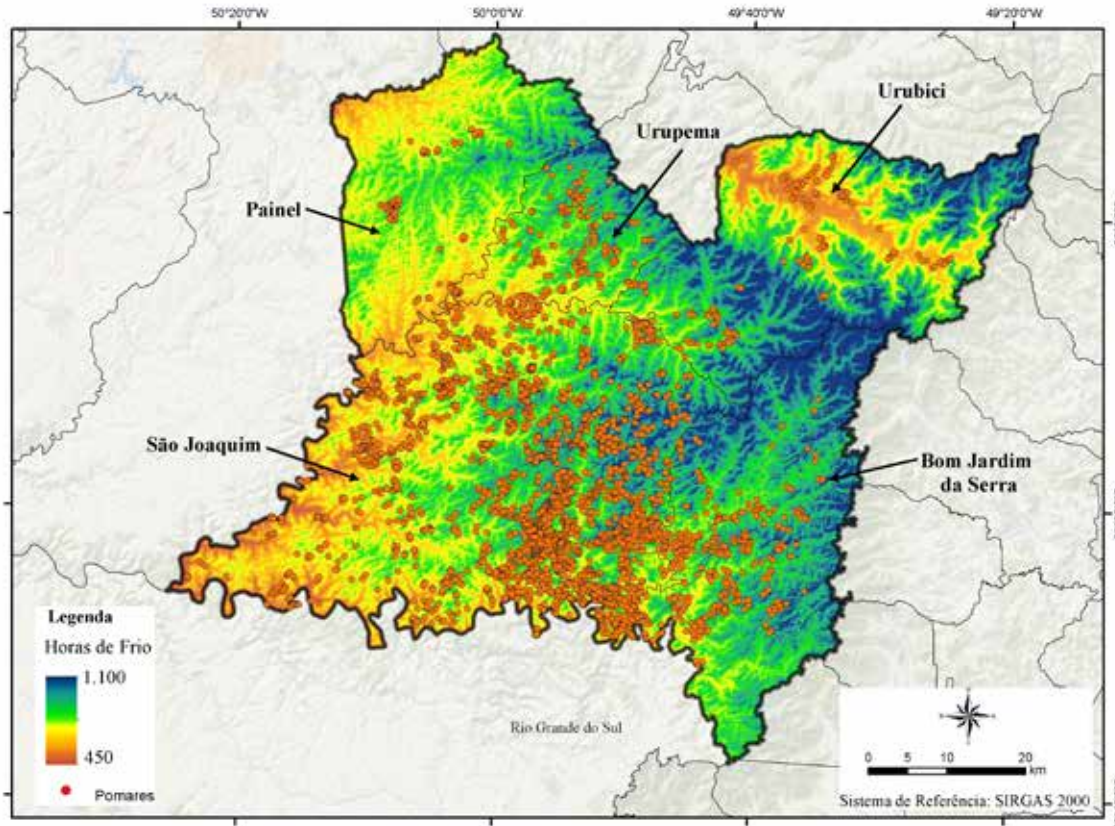 50°20'0"W 50°0'0"W 49°40'0"W 49°20'0"W
Urubici
Urupema
Painel
São Joaquim
Bom Jardim
da Serra
Legenda
Horas de Frio
1.100
450
Pomares
Rio Grande do Sul
0 5 10 20
km
Sistema de Referência: SIRGAS 2000